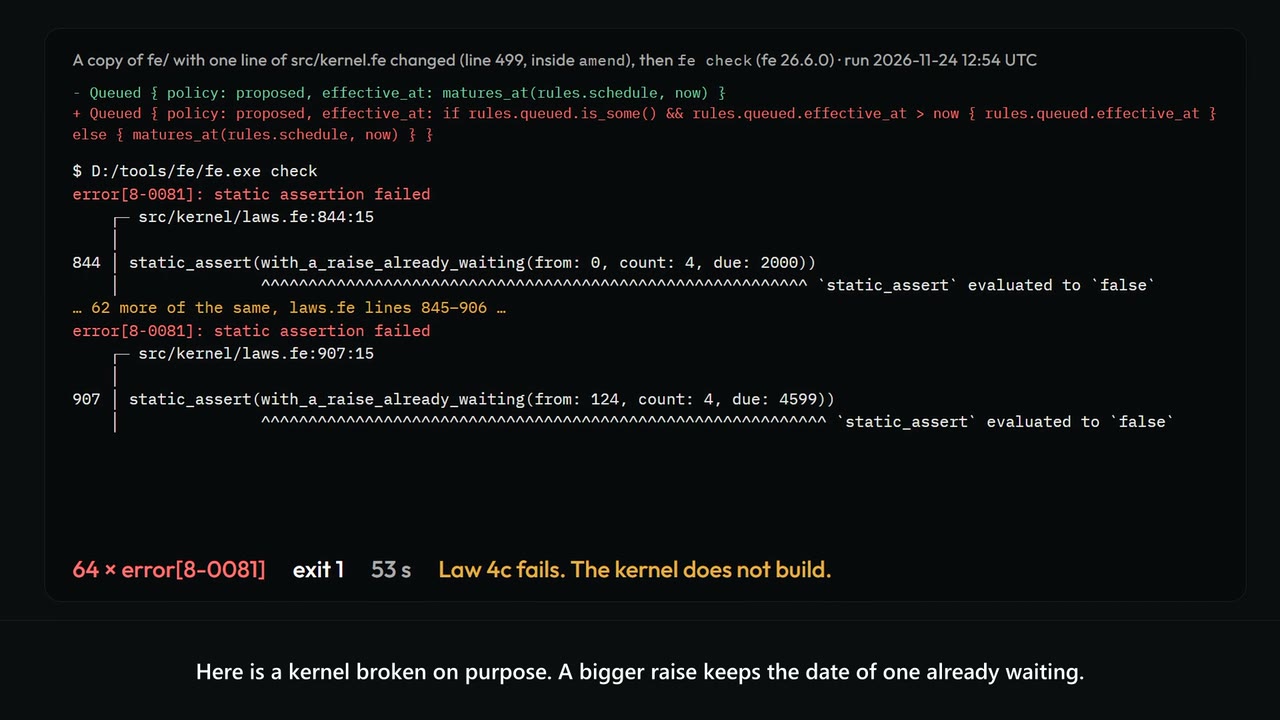 A copy of fe/ with one line of src/kernel.fe changed (line 499, inside amend), then fe check (fe 26.6.0) · run 2026-11-24 12:54 UTC
- Queued { policy: proposed, effective_at: matures_at(rules.schedule, now) }
+ Queued { policy: proposed, effective_at: if rules.queued.is_some() && rules.queued.effective_at > now { rules.queued.effective_at }
else { matures_at(rules.schedule, now) } }
$ D:/tools/fe/fe.exe check
error[8-0081]: static assertion failed
┌─ src/kernel/laws.fe:844:15
│
844 │ static_assert(with_a_raise_already_waiting(from: 0, count: 4, due: 2000))
│ ^^^^^^^^^^^^^^^^^^^^^^^^^^^^^^^^^^^^^^^^^^^^^^^^^^^^^^^^^^ `static_assert` evaluated to `false`
… 62 more of the same, laws.fe lines 845–906 …
error[8-0081]: static assertion failed
┌─ src/kernel/laws.fe:907:15
│
907 │ static_assert(with_a_raise_already_waiting(from: 124, count: 4, due: 4599))
│ ^^^^^^^^^^^^^^^^^^^^^^^^^^^^^^^^^^^^^^^^^^^^^^^^^^^^^^^^^^^^ `static_assert` evaluated to `false`
64 × error[8-0081] exit 1 53 s Law 4c fails. The kernel does not build.
Here is a kernel broken on purpose. A bigger raise keeps the date of one already waiting.